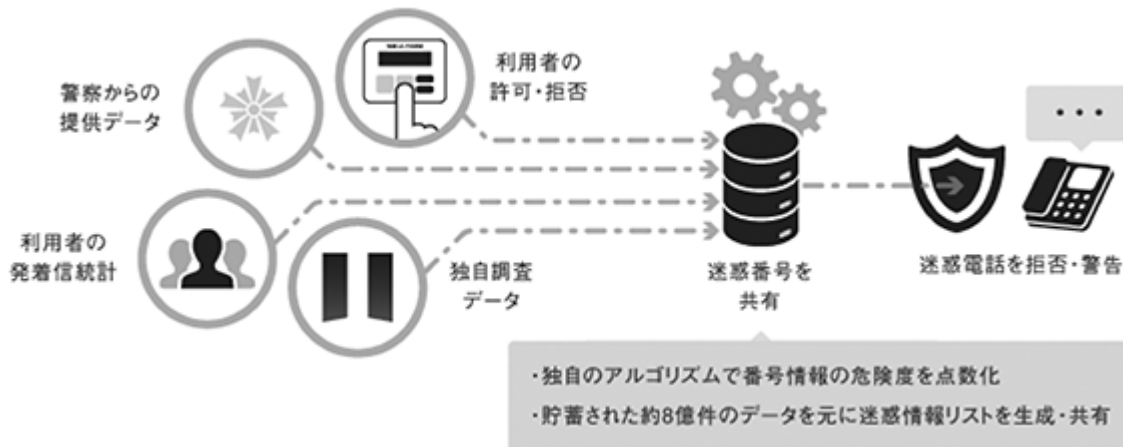 利用者の
許可・拒否
警察からの
提供データ
利用者の
発着信統計
独自調査
データ
迷惑番号を
共有
迷惑電話を拒否・警告
・独自のアルゴリズムで番号情報の危険度を点数化
・貯蓄された約8億件のデータを元に迷惑情報リストを生成・共有